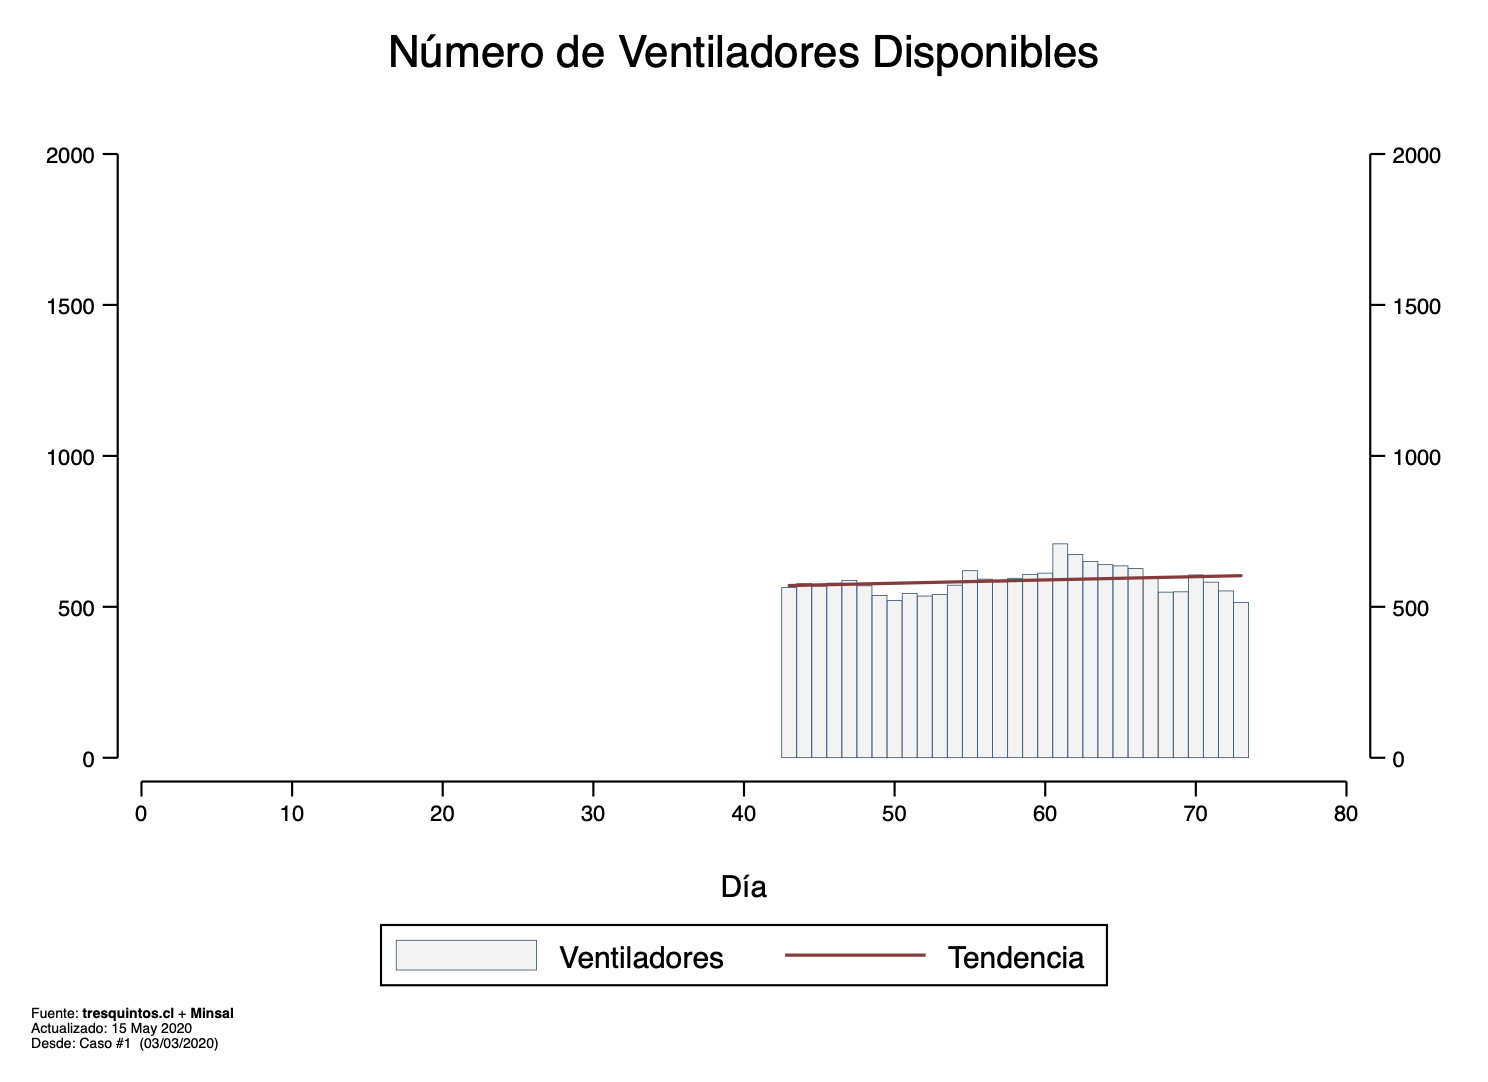 Número de Ventiladores Disponibles
2000
1500
1000
500
0
2000
1500
1000
500
0
0 10 20 30 40 50 60 70 80
Día
Ventiladores Tendencia
Fuente: tresquintos.cl + Minsal
Actualizado: 15 May 2020
Desde: Caso #1 (03/03/2020)